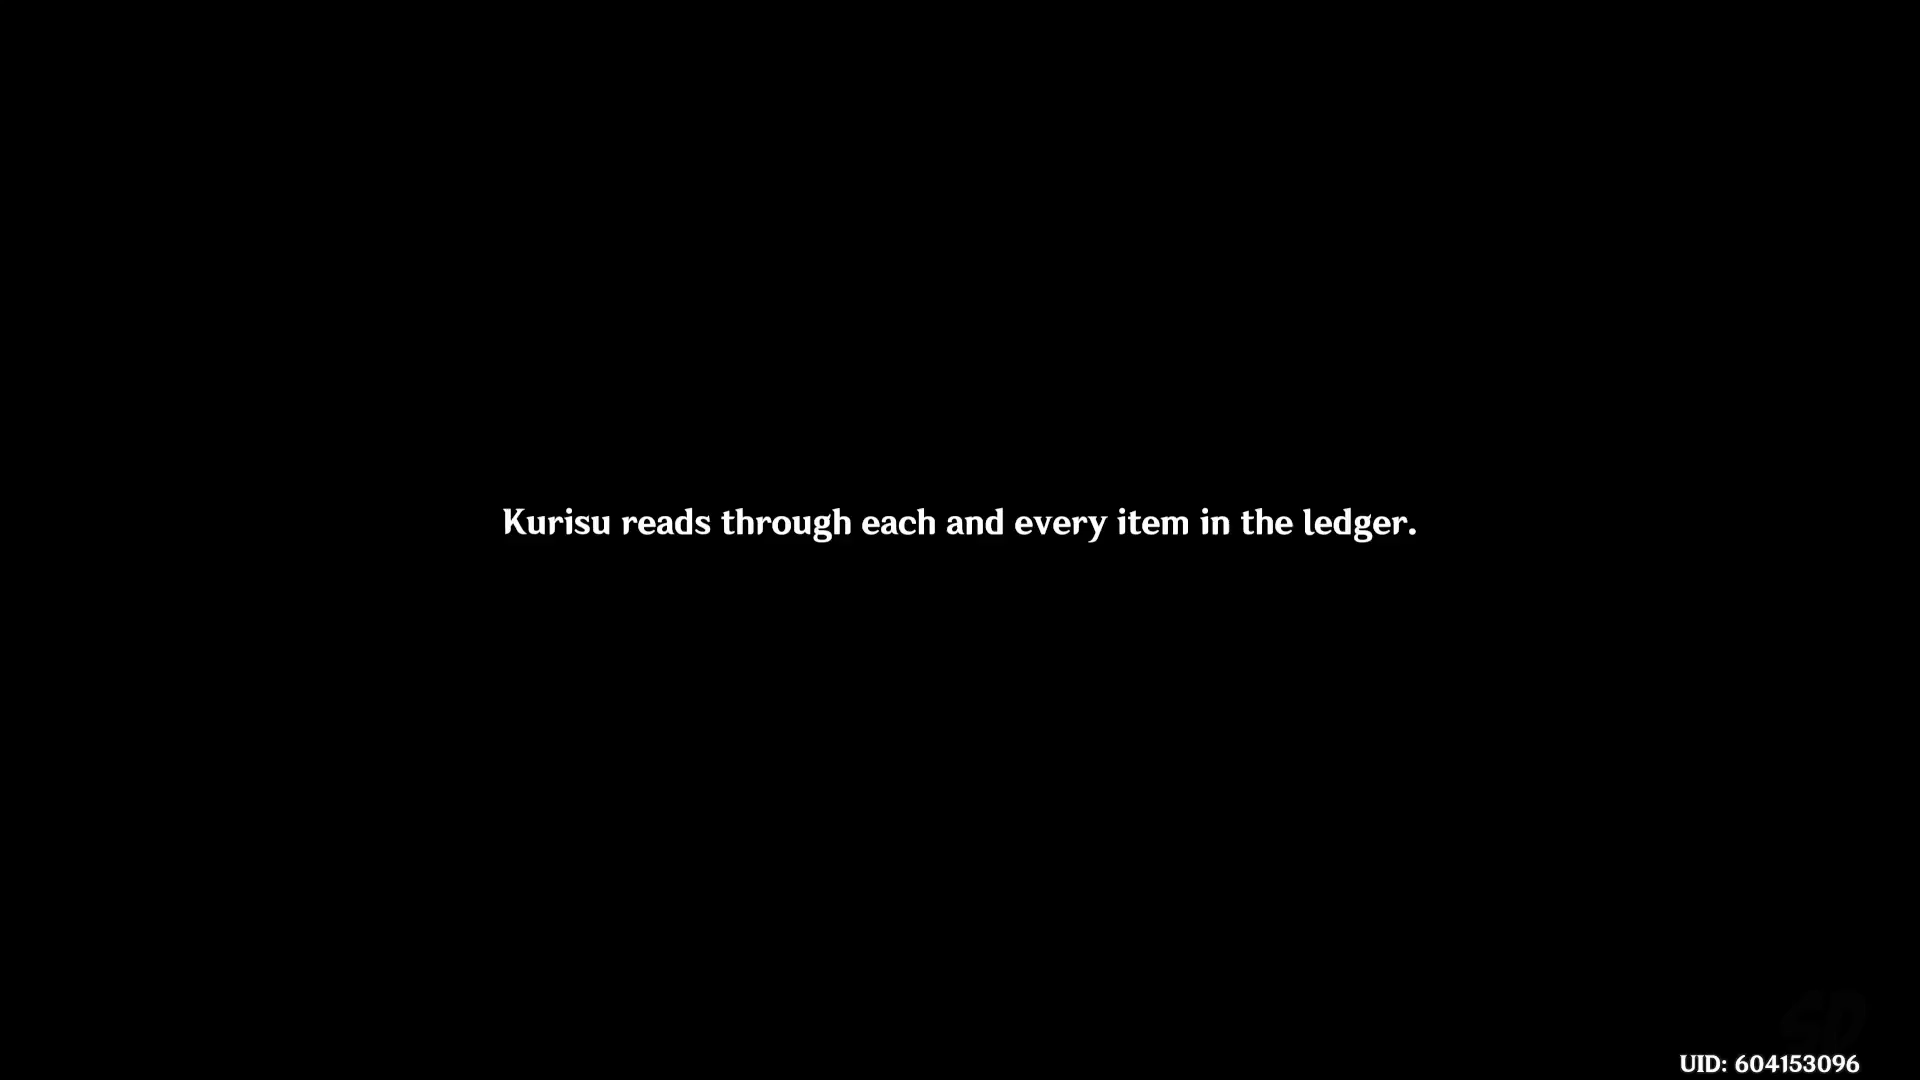 Kurisu reads through each and every item in the ledger.
UID: 604153096